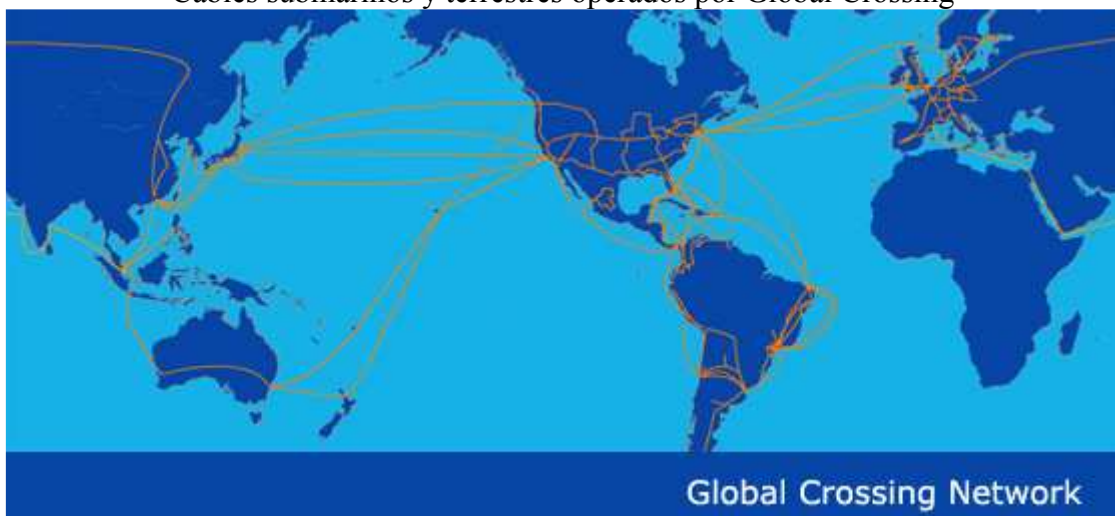 Cables submarinos y terrestres operados por Global Crossing
Global Crossing Network